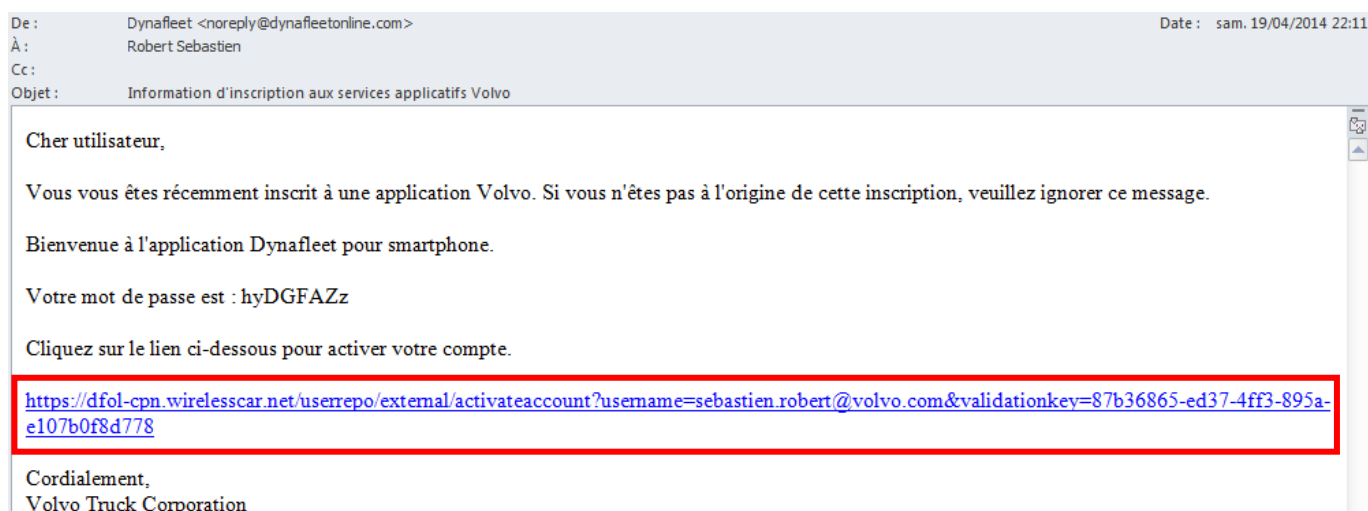 De : Dynafleet <noreply@dynafleetonline.com> Date : sam. 19/04/2014 22:11
À : Robert Sebastien
Cc :
Objet : Information d'inscription aux services applicatifs Volvo
Cher utilisateur,
Vous vous êtes récemment inscrit à une application Volvo. Si vous n'êtes pas à l'origine de cette inscription, veuillez ignorer ce message.
Bienvenue à l'application Dynafleet pour smartphone.
Votre mot de passe est : hyDGFAZz
Cliquez sur le lien ci-dessous pour activer votre compte.
https://dfol-cpn.wirelesscar.net/userrepo/external/activateaccount?username=sebastien.robert@volvo.com&validationkey=87b36865-ed37-4ff3-895a-
e107b0f8d778
Cordialement,
Volvo Truck Corporation